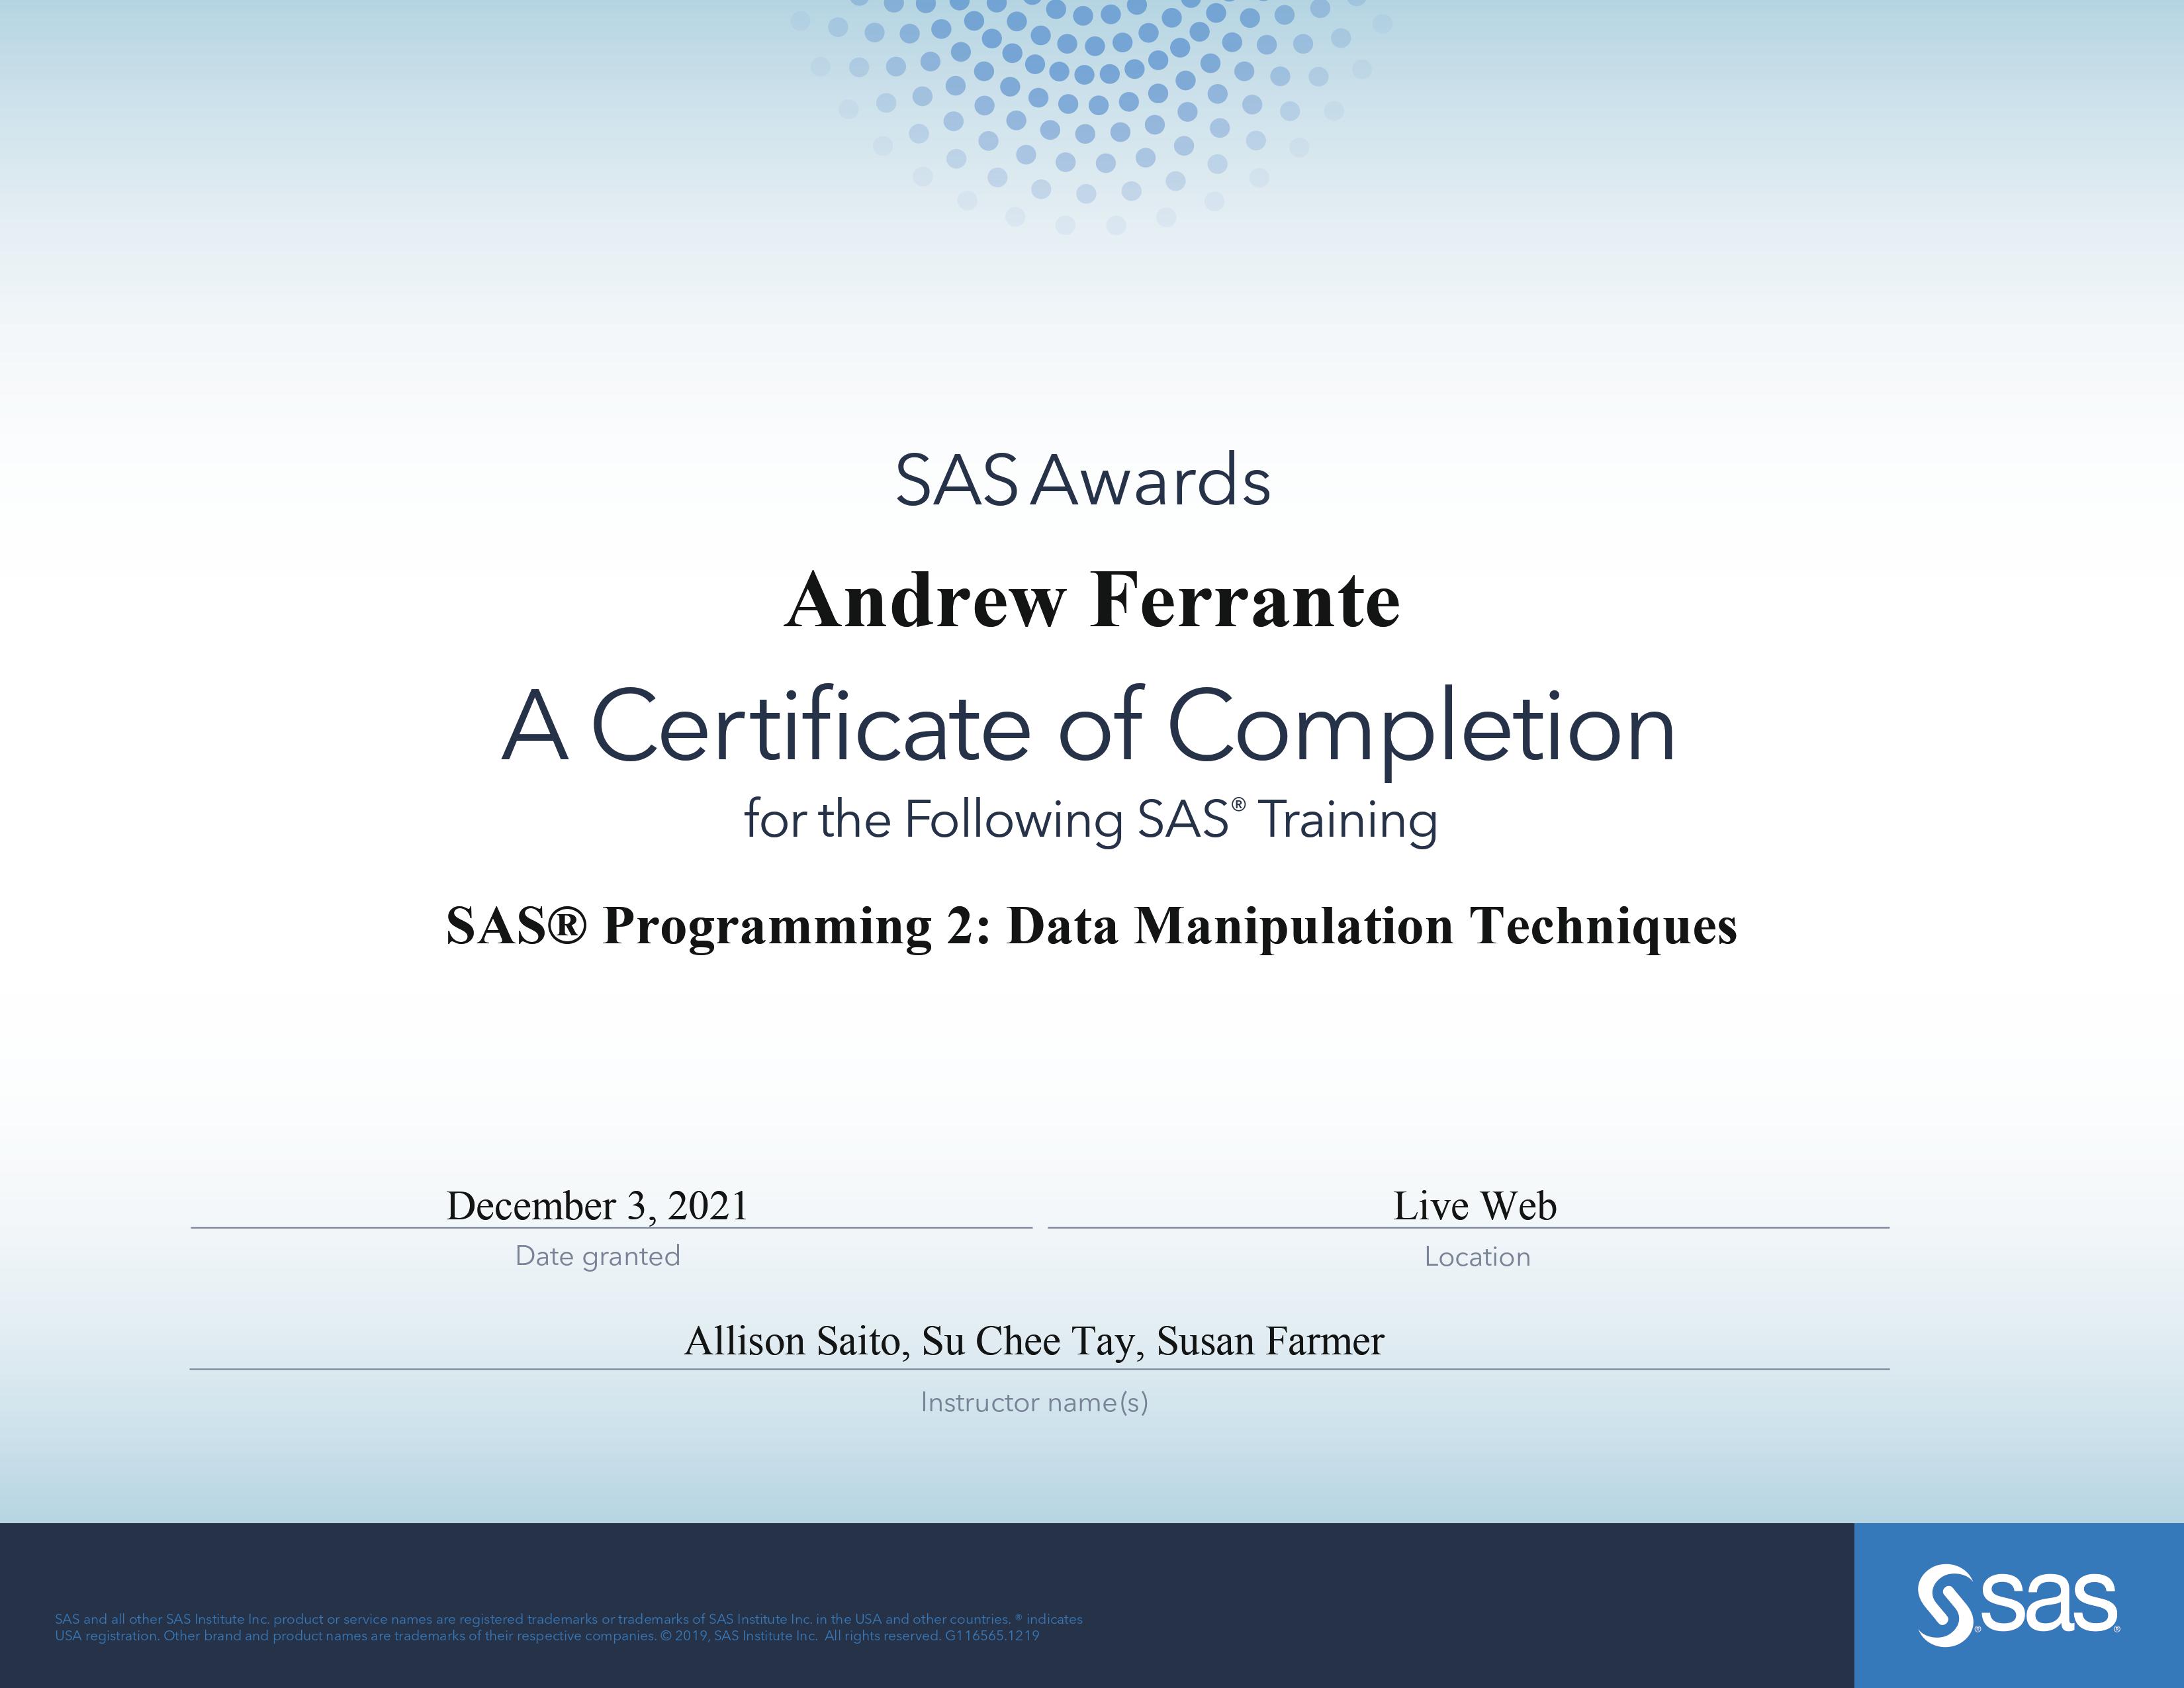 SAS Awards
Andrew Ferrante
A Certificate of Completion
for the Following SAS® Training
SAS® Programming 2: Data Manipulation Techniques
December 3, 2021
Live Web
Date granted
Location
Allison Saito, Su Chee Tay, Susan Farmer
Instructor name(s)
SAS and all other SAS Institute Inc. product or service names are registered trademarks or trademarks of SAS Institute Inc. in the USA and other countries. ® indicates
USA registration. Other brand and product names are trademarks of their respective companies. © 2019, SAS Institute Inc. All rights reserved. G116565.1219
sas